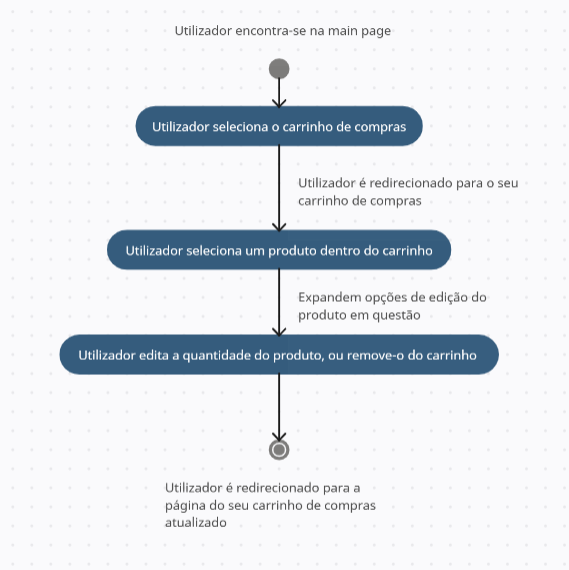 Utilizador encontra-se na main page
Utilizador seleciona o carrinho de compras
Utilizador é redirecionado para o seu
carrinho de compras
Utilizador seleciona um produto dentro do carrinho
Expandem opções de edição do
produto em questão
Utilizador edita a quantidade do produto, ou remove-o do carrinho
Utilizador é redirecionado para a
página do seu carrinho de compras
atualizado